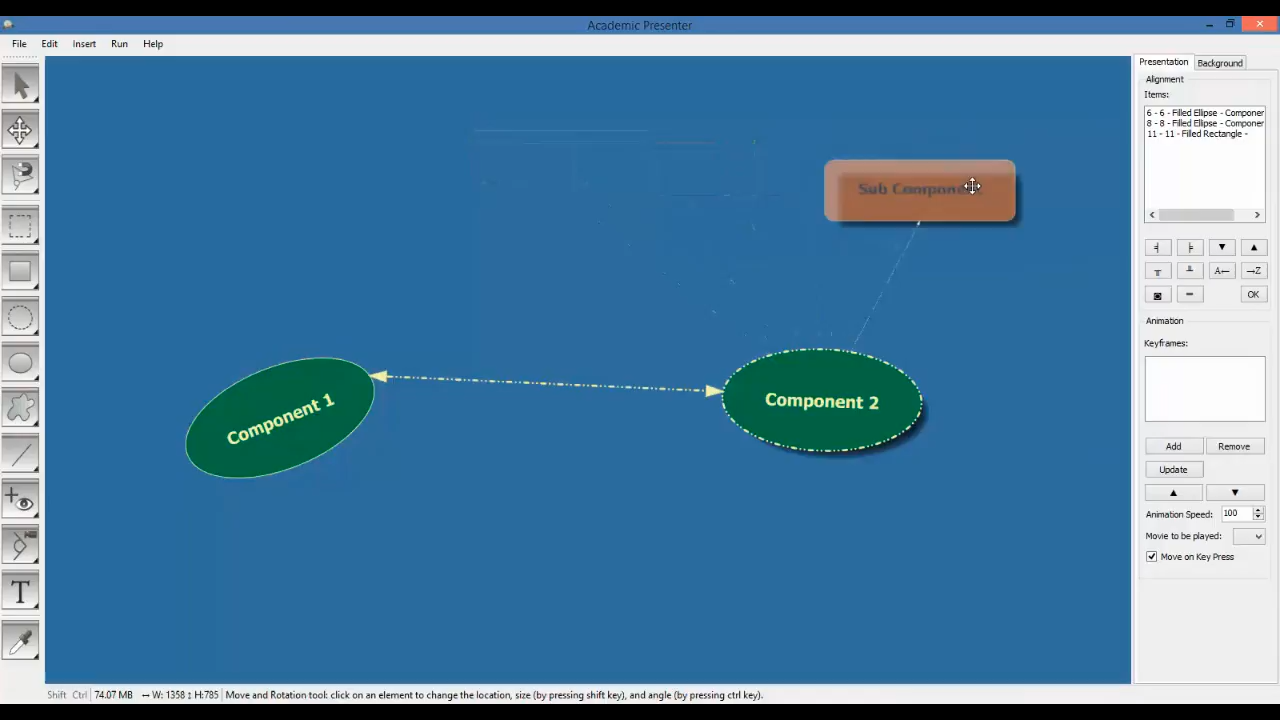 Academic Presenter
File Edit Insert Run Help
Presentation Background
Alignment
Items:
6 - 6 - Filled Ellipse - Componer
8 - 8 - Filled Ellipse - Componer
11 - 11 - Filled Rectangle -
A← →Z
OK
Animation
Keyframes:
Add Remove
Update
Animation Speed: 100
Movie to be played:
Move on Key Press
Sub Component
Component 1
Component 2
T
Shift Ctrl 74.07 MB ↔ W: 1358 ↕ H:785 Move and Rotation tool: click on an element to change the location, size (by pressing shift key), and angle (by pressing ctrl key).